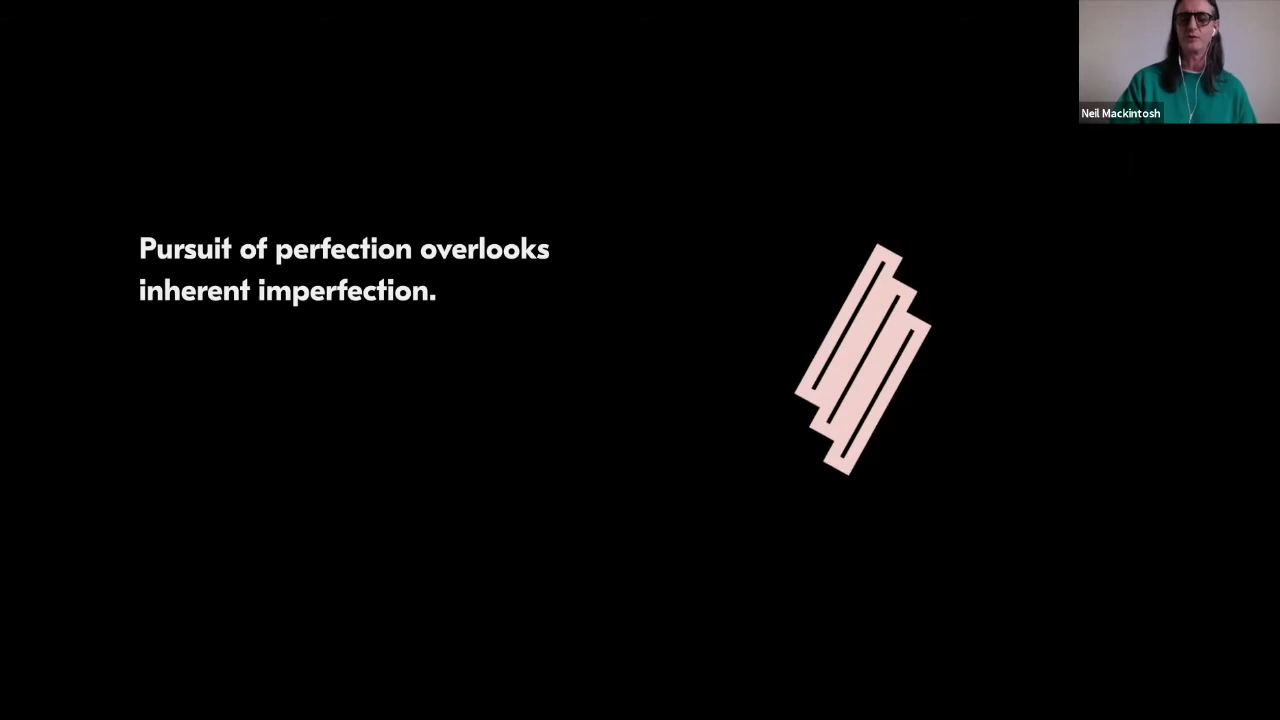 Neil Mackintosh
Pursuit of perfection overlooks
inherent imperfection.